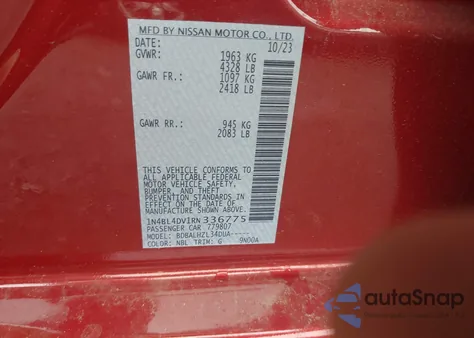 MFD BY NISSAN MOTOR CO., LTD.
DATE: 10/23
GVWR: 1963 KG
4328 LB
GAWR FR.: 1097 KG
2418 LB
GAWR RR.: 945 KG
2083 LB
THIS VEHICLE CONFORMS TO
ALL APPLICABLE FEDERAL
MOTOR VEHICLE SAFETY,
BUMPER, AND THEFT
PREVENTION STANDARDS IN
EFFECT ON THE DATE OF
MANUFACTURE SHOWN ABOVE.
1N4BL4DV1RN336775
PASSENGER CAR 779807
MODEL: BDBALHZL34DUA-----
COLOR: NBL TRIM: G 9N00A
autoSnap